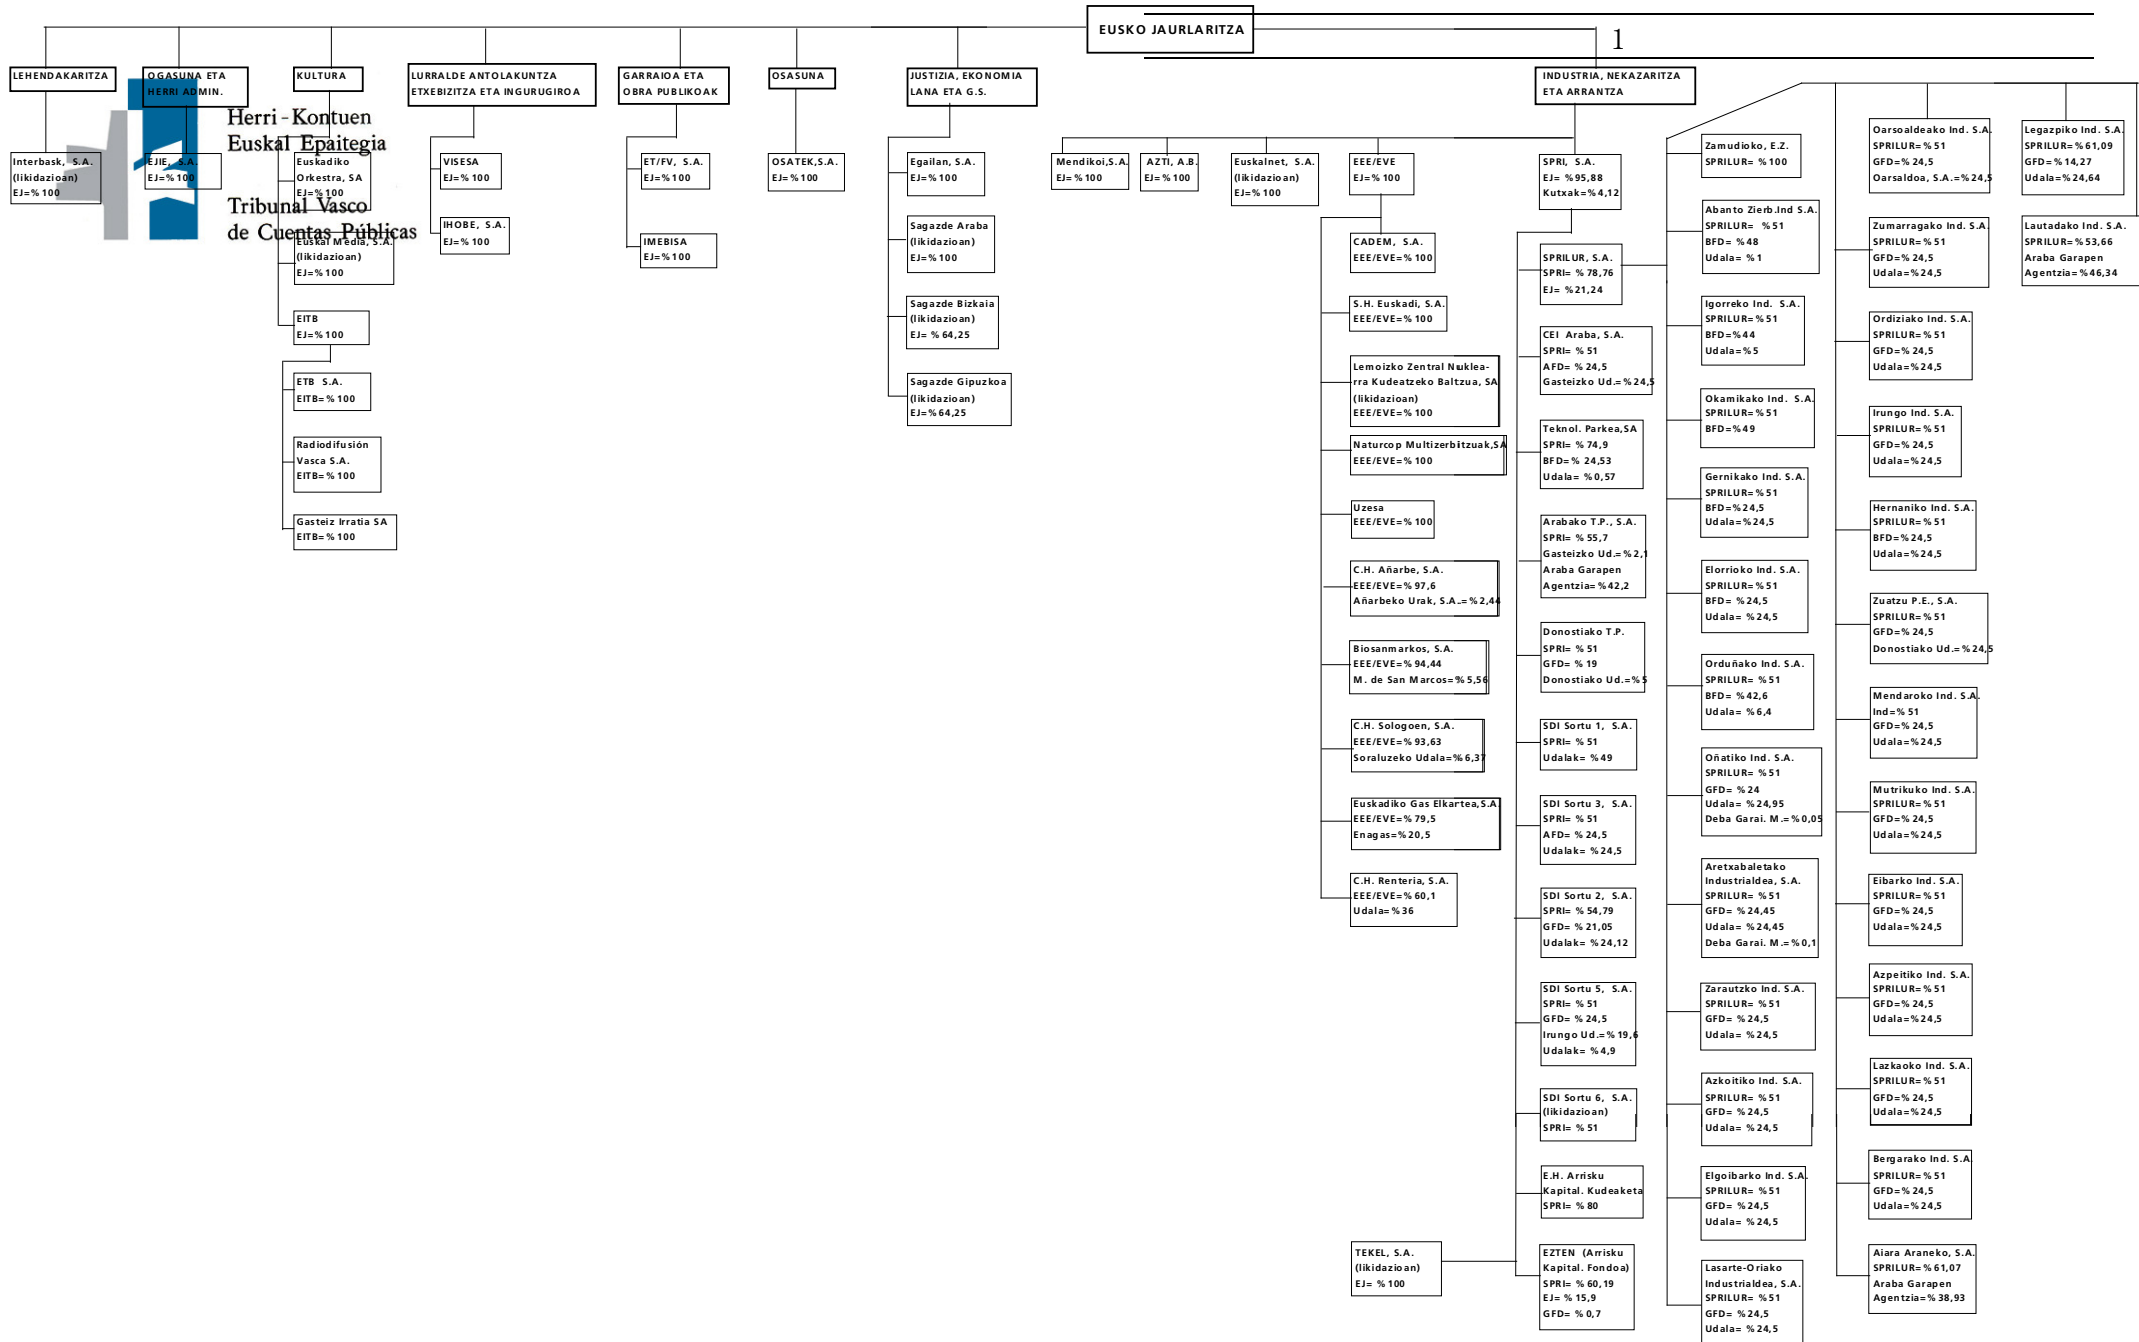 EUSKO JAURLARITZA
1
LEHENDAKARITZA
OGASUNA ETA
HERRI ADMIN.
KULTURA
LURRALDE ANTOLAKUNTZA
ETXEBIZITZA ETA INGURUGIROA
GARRAIOA ETA
OBRA PUBLIKOAK
OSASUNA
JUSTIZIA, EKONOMIA
LANA ETA G.S.
INDUSTRIA, NEKAZARITZA
ETA ARRANTZA
Herri-Kontuen
Euskal Epaitegia
Tribunal Vasco
de Cuentas Públicas
Interbask, S.A.
(likidazioan)
EJ=%100
EJIE, S.A.
EJ=%100
Euskadiko
Orkestra, SA
EJ=%100
Euskal Media, S.A.
(likidazioan)
EJ=%100
EITB
EJ=%100
ETB S.A.
EITB=%100
Radiodifusión
Vasca S.A.
EITB=%100
Gasteiz Irratia SA
EITB=%100
VISESA
EJ=%100
IHOBE, S.A.
EJ=%100
ET/FV, S.A.
EJ=%100
IMEBISA
EJ=%100
OSATEK,S.A.
EJ=%100
Egailan, S.A.
EJ=%100
Sagazde Araba
(likidazioan)
EJ=%100
Sagazde Bizkaia
(likidazioan)
EJ= %64,25
Sagazde Gipuzkoa
(likidazioan)
EJ=%64,25
Mendikoi,S.A.
EJ=%100
AZTI, A.B.
EJ=%100
Euskalnet, S.A.
(likidazioan)
EJ=%100
EEE/EVE
EJ=%100
CADEM, S.A.
EEE/EVE=%100
S.H. Euskadi, S.A.
EEE/EVE=%100
Lemoizko Zentral Nuklea-
rra Kudeatzeko Baltzua, SA
(likidazioan)
EEE/EVE=%100
Naturcop Multizerbitzuak,SA
EEE/EVE=%100
Uzesa
EEE/EVE=%100
C.H. Añarbe, S.A.
EEE/EVE=%97,6
Añarbeko Urak, S.A.=%2,44
Biosanmarkos, S.A.
EEE/EVE=%94,44
M. de San Marcos=%5,56
C.H. Sologoen, S.A.
EEE/EVE=%93,63
Soraluzeko Udala=%6,37
Euskadiko Gas Elkartea,S.A.
EEE/EVE=%79,5
Enagas=%20,5
C.H. Renteria, S.A.
EEE/EVE=%60,1
Udala=%36
TEKEL, S.A.
(likidazioan)
EJ= %100
SPRI, S.A.
EJ= %95,88
Kutxak=%4,12
SPRILUR, S.A.
SPRI= %78,76
EJ= %21,24
CEI Araba, S.A.
SPRI= %51
AFD= %24,5
Gasteizko Ud.=%24,5
Teknol. Parkea,SA
SPRI= %74,9
BFD= %24,53
Udala= %0,57
Arabako T.P., S.A.
SPRI= %55,7
Gasteizko Ud.=%2,1
Araba Garapen
Agentzia=%42,2
Donostiako T.P.
SPRI= %51
GFD= %19
Donostiako Ud.=%5
SDI Sortu 1, S.A.
SPRI= %51
Udalak= %49
SDI Sortu 3, S.A.
SPRI= %51
AFD= %24,5
Udalak= %24,5
SDI Sortu 2, S.A.
SPRI= %54,79
GFD= %21,05
Udalak= %24,12
SDI Sortu 5, S.A.
SPRI= %51
GFD= %24,5
Irungo Ud.=%19,6
Udalak= %4,9
SDI Sortu 6, S.A.
(likidazioan)
SPRI= %51
E.H. Arrisku
Kapital. Kudeaketa
SPRI= %80
EZTEN (Arrisku
Kapital. Fondoa)
SPRI= %60,19
EJ= %15,9
GFD= %0,7
Zamudioko, E.Z.
SPRILUR= %100
Abanto Zierb.Ind S.A.
SPRILUR= %51
BFD= %48
Udala= %1
Igorreko Ind. S.A.
SPRILUR=%51
BFD=%44
Udala=%5
Okamikako Ind. S.A.
SPRILUR=%51
BFD=%49
Gernikako Ind. S.A.
SPRILUR=%51
BFD=%24,5
Udala=%24,5
Elorrioko Ind. S.A.
SPRILUR= %51
BFD= %24,5
Udala= %24,5
Orduñako Ind. S.A.
SPRILUR= %51
BFD= %42,6
Udala= %6,4
Oñatiko Ind. S.A.
SPRILUR= %51
GFD= %24
Udala= %24,95
Deba Garai. M.=%0,05
Aretxabaletako
Industrialdea, S.A.
SPRILUR= %51
GFD= %24,45
Udala= %24,45
Deba Garai. M.=%0,1
Zarautzko Ind. S.A.
SPRILUR= %51
GFD= %24,5
Udala= %24,5
Azkoitiko Ind. S.A.
SPRILUR= %51
GFD= %24,5
Udala= %24,5
Elgoibarko Ind. S.A.
SPRILUR= %51
GFD= %24,5
Udala= %24,5
Lasarte-Oriako
Industrialdea, S.A.
SPRILUR= %51
GFD= %24,5
Udala= %24,5
Oarsoaldeako Ind. S.A.
SPRILUR=%51
GFD=%24,5
Oarsaldoa, S.A.=%24,5
Zumarragako Ind. S.A.
SPRILUR=%51
GFD=%24,5
Udala=%24,5
Ordiziako Ind. S.A.
SPRILUR=%51
GFD=%24,5
Udala=%24,5
Irungo Ind. S.A.
SPRILUR=%51
GFD=%24,5
Udala=%24,5
Hernaniko Ind. S.A.
SPRILUR=%51
BFD=%24,5
Udala=%24,5
Zuatzu P.E., S.A.
SPRILUR=%51
GFD=%24,5
Donostiako Ud.=%24,5
Mendaroko Ind. S.A.
Ind=%51
GFD=%24,5
Udala=%24,5
Mutrikuko Ind. S.A.
SPRILUR=%51
GFD=%24,5
Udala=%24,5
Eibarko Ind. S.A.
SPRILUR=%51
GFD=%24,5
Udala=%24,5
Azpeitiko Ind. S.A.
SPRILUR=%51
GFD=%24,5
Udala=%24,5
Lazkaoko Ind. S.A.
SPRILUR=%51
GFD=%24,5
Udala=%24,5
Bergarako Ind. S.A.
SPRILUR=%51
GFD=%24,5
Udala=%24,5
Aiara Araneko, S.A.
SPRILUR=%61,07
Araba Garapen
Agentzia=%38,93
Legazpiko Ind. S.A.
SPRILUR=%61,09
GFD=%14,27
Udala=%24,64
Lautadako Ind. S.A.
SPRILUR=%53,66
Araba Garapen
Agentzia=%46,34